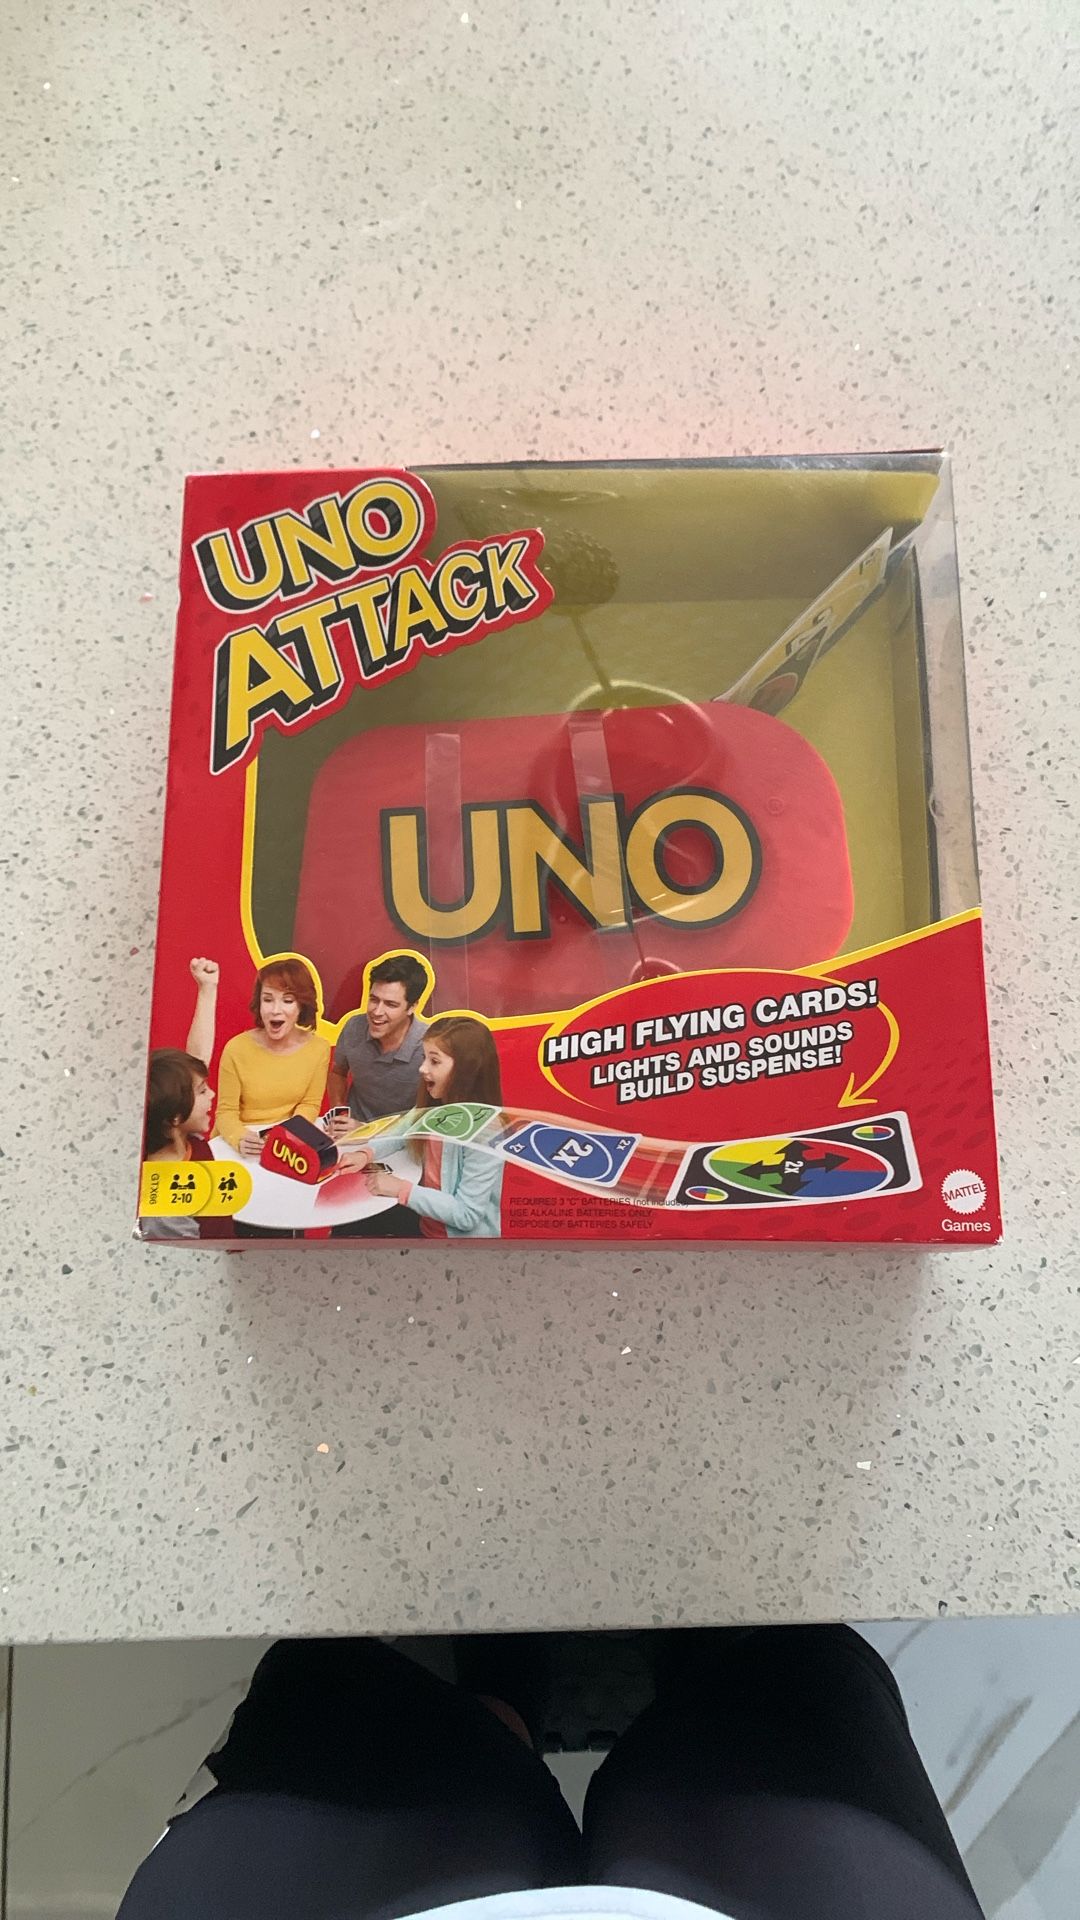 UNO
ATTACK
UNO
HIGH FLYING CARDS!
LIGHTS AND SOUNDS
BUILD SUSPENSE!
UNO
2x
2x
2x
2x
GTX66
2-10
7+
REQUIRES 3 "C" BATTERIES (not included)
USE ALKALINE BATTERIES ONLY
DISPOSE OF BATTERIES SAFELY
MATTEL
Games